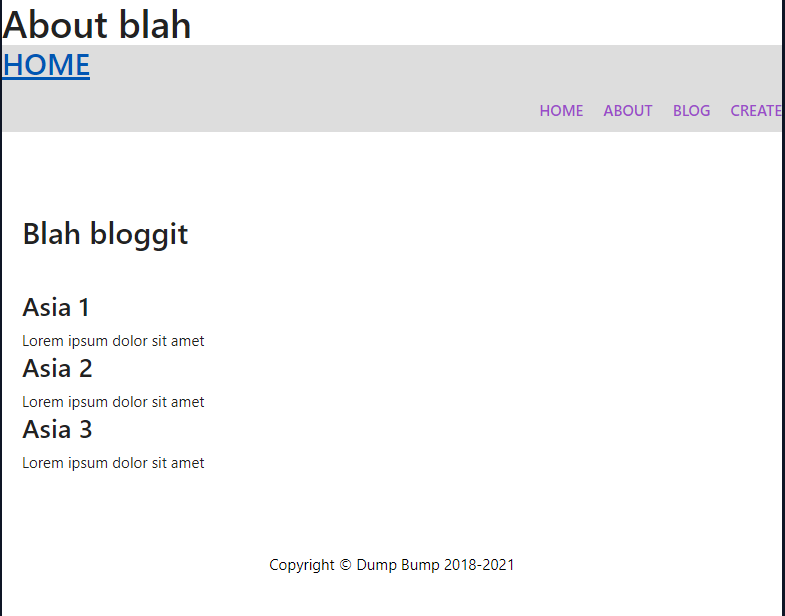 About blah
HOME
HOME ABOUT BLOG CREATE
Blah bloggit
Asia 1
Lorem ipsum dolor sit amet
Asia 2
Lorem ipsum dolor sit amet
Asia 3
Lorem ipsum dolor sit amet
Copyright © Dump Bump 2018-2021